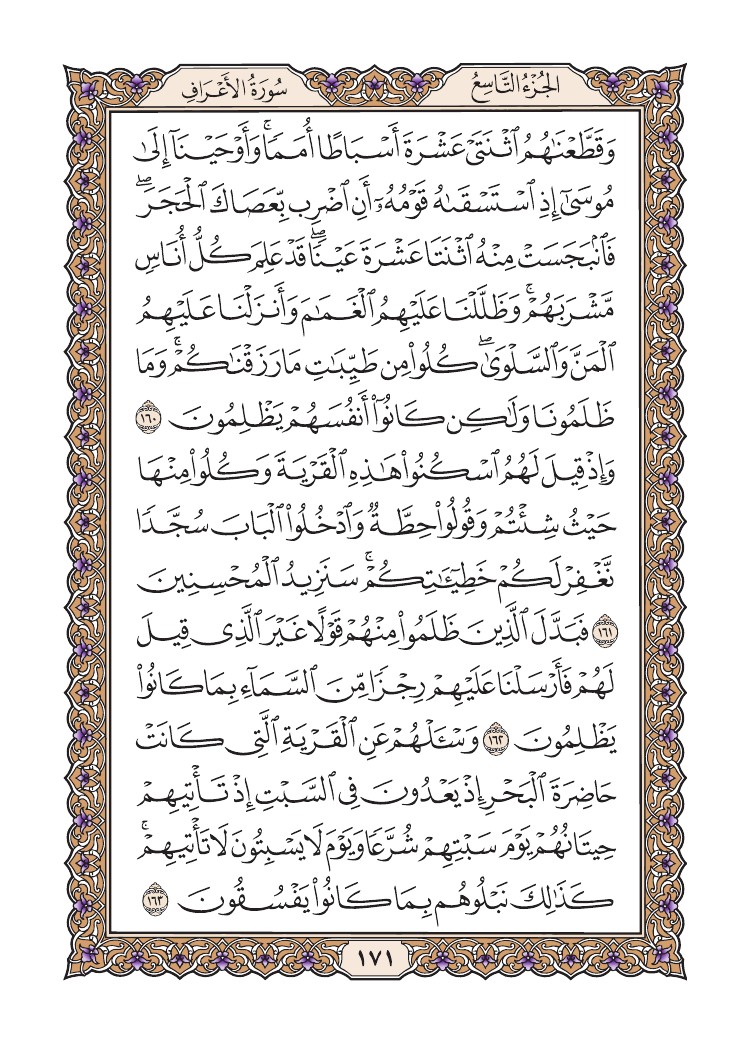 الجُزْءُ التَّاسِعُ
سُورَةُ الأَعْرَافِ
وَقَطَّعْنَٰهُمُ ٱثْنَتَىْ عَشْرَةَ أَسْبَاطًا أُمَمًاۚ وَأَوْحَيْنَآ إِلَىٰ
مُوسَىٰٓ إِذِ ٱسْتَسْقَىٰهُ قَوْمُهُۥٓ أَنِ ٱضْرِب بِّعَصَاكَ ٱلْحَجَرَۖ
فَٱنۢبَجَسَتْ مِنْهُ ٱثْنَتَا عَشْرَةَ عَيْنًاۖ قَدْ عَلِمَ كُلُّ أُنَاسٍ
مَّشْرَبَهُمْۚ وَظَلَّلْنَا عَلَيْهِمُ ٱلْغَمَٰمَ وَأَنزَلْنَا عَلَيْهِمُ
ٱلْمَنَّ وَٱلسَّلْوَىٰۖ كُلُوا۟ مِن طَيِّبَٰتِ مَا رَزَقْنَٰكُمْۚ وَمَا
ظَلَمُونَا وَلَٰكِن كَانُوٓا۟ أَنفُسَهُمْ يَظْلِمُونَ ١٦٠
وَإِذْ قِيلَ لَهُمُ ٱسْكُنُوا۟ هَٰذِهِ ٱلْقَرْيَةَ وَكُلُوا۟ مِنْهَا
حَيْثُ شِئْتُمْ وَقُولُوا۟ حِطَّةٌ وَٱدْخُلُوا۟ ٱلْبَابَ سُجَّدًا
نَّغْفِرْ لَكُمْ خَطِيٓـَٰٔتِكُمْۚ سَنَزِيدُ ٱلْمُحْسِنِينَ
١٦١ فَبَدَّلَ ٱلَّذِينَ ظَلَمُوا۟ مِنْهُمْ قَوْلًا غَيْرَ ٱلَّذِى قِيلَ
لَهُمْ فَأَرْسَلْنَا عَلَيْهِمْ رِجْزًا مِّنَ ٱلسَّمَآءِ بِمَا كَانُوا۟
يَظْلِمُونَ ١٦٢ وَسْـَٔلْهُمْ عَنِ ٱلْقَرْيَةِ ٱلَّتِى كَانَتْ
حَاضِرَةَ ٱلْبَحْرِ إِذْ يَعْدُونَ فِى ٱلسَّبْتِ إِذْ تَأْتِيهِمْ
حِيتَانُهُمْ يَوْمَ سَبْتِهِمْ شُرَّعًا وَيَوْمَ لَا يَسْبِتُونَ لَا تَأْتِيهِمْۚ
كَذَٰلِكَ نَبْلُوهُم بِمَا كَانُوا۟ يَفْسُقُونَ ١٦٣
١٧١